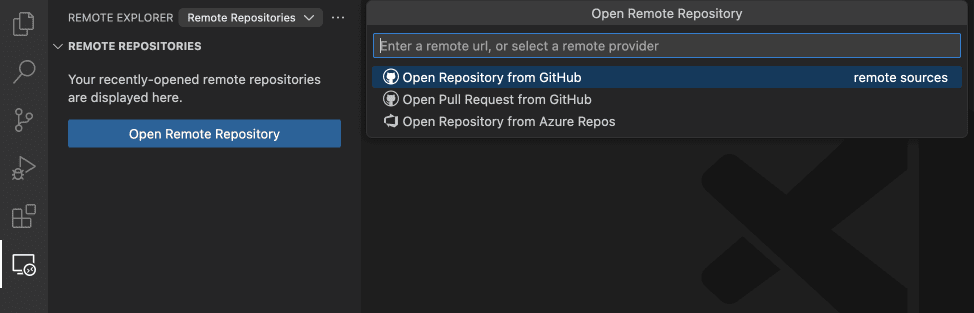 REMOTE EXPLORER
Remote Repositories
REMOTE REPOSITORIES
Your recently-opened remote repositories
are displayed here.
Open Remote Repository
Open Remote Repository
Enter a remote url, or select a remote provider
Open Repository from GitHub remote sources
Open Pull Request from GitHub
Open Repository from Azure Repos